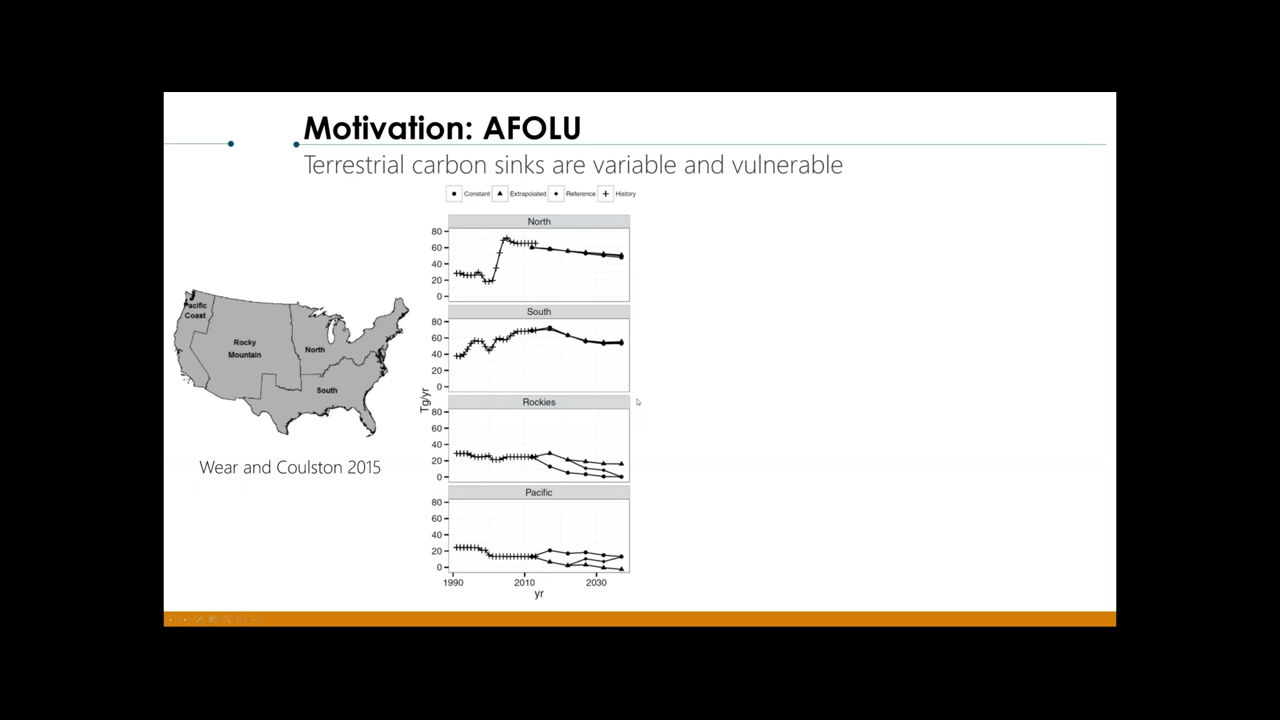 Motivation: AFOLU
Terrestrial carbon sinks are variable and vulnerable
Constant Extrapolated Reference History
North
80
60
40
20
0
South
80
60
40
20
0
Tg/yr
Rockies
80
60
40
20
0
Pacific
80
60
40
20
0
1990 2010 2030
yr
Pacific
Coast
Rocky
Mountain
North
South
Wear and Coulston 2015